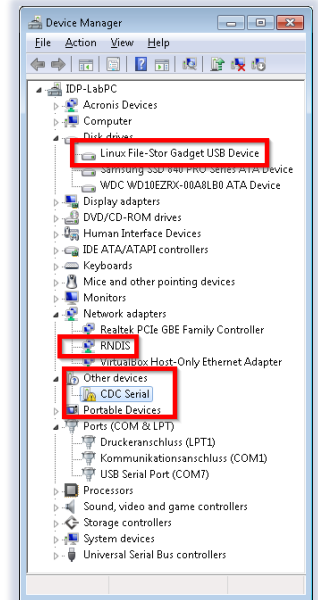 Device Manager
File Action View Help
IDP-LabPC
Acronis Devices
Computer
Disk drives
Linux File-Stor Gadget USB Device
Samsung SSD 840 PRO Series ATA Device
WDC WD10EZRX-00A8LB0 ATA Device
Display adapters
DVD/CD-ROM drives
Human Interface Devices
IDE ATA/ATAPI controllers
Keyboards
Mice and other pointing devices
Monitors
Network adapters
Realtek PCIe GBE Family Controller
RNDIS
VirtualBox Host-Only Ethernet Adapter
Other devices
CDC Serial
Portable Devices
Ports (COM & LPT)
Druckeranschluss (LPT1)
Kommunikationsanschluss (COM1)
USB Serial Port (COM7)
Processors
Sound, video and game controllers
Storage controllers
System devices
Universal Serial Bus controllers